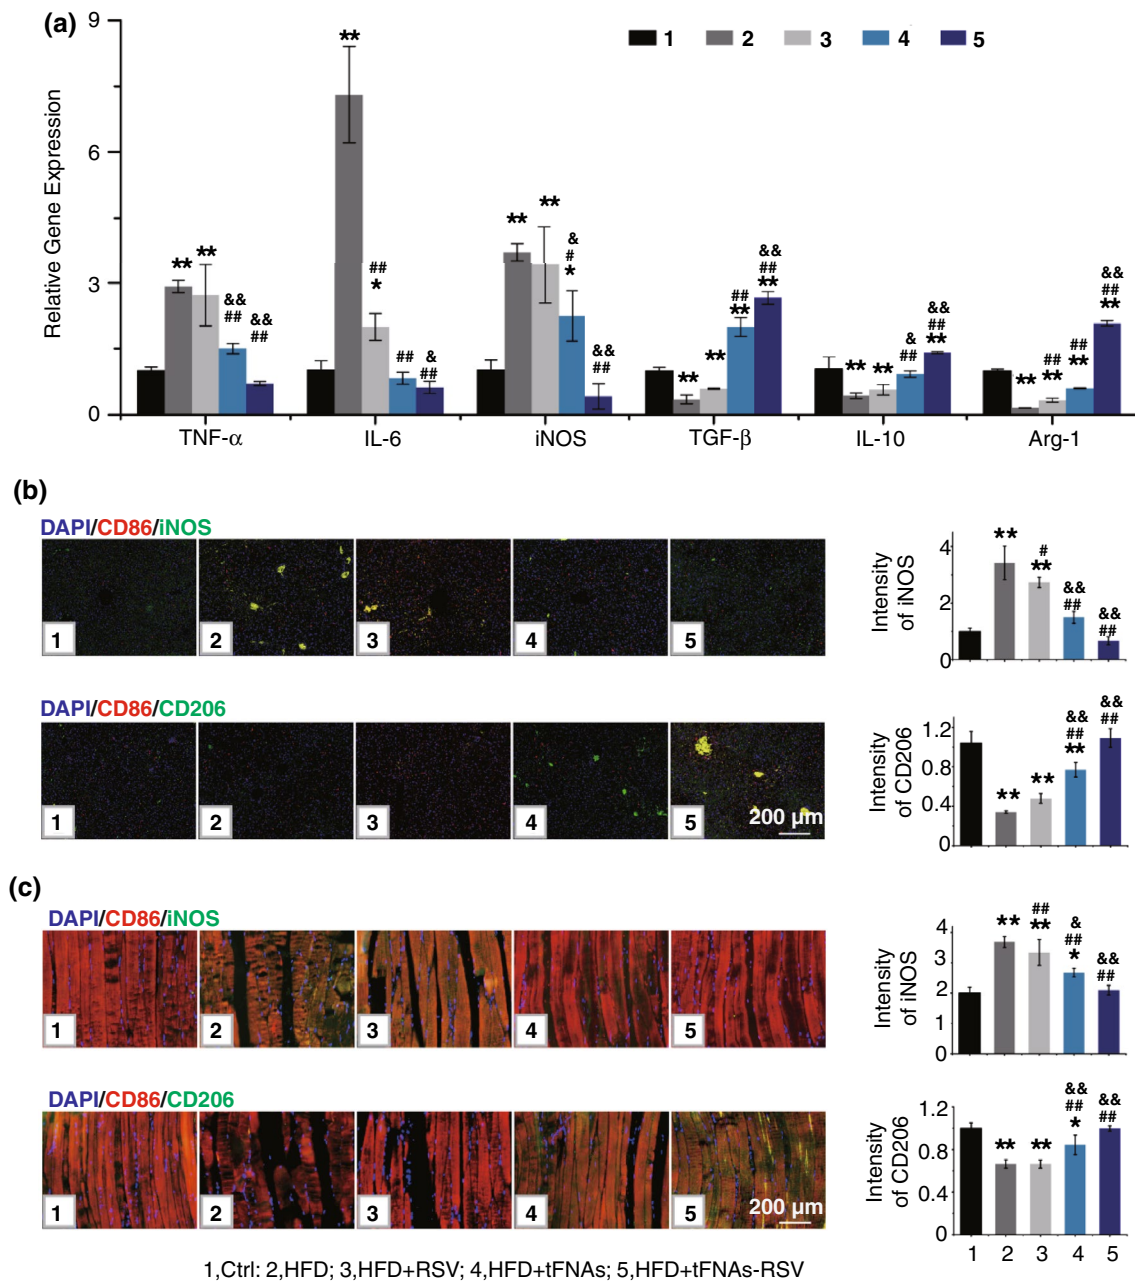 (a)
9
6
3
0
Relative Gene Expression
1 2 3 4 5
** ** && ## && ##
** ## * ## & ##
** ** & # * && ##
** ** ## ** && ## **
** ** & ## && ## **
** ## ** ## ** && ## **
TNF-α IL-6 iNOS TGF-β IL-10 Arg-1
(b)
DAPI/CD86/iNOS
1 2 3 4 5
Intensity of iNOS
4
2
0
** # ** && ## && ##
DAPI/CD86/CD206
1 2 3 4 5
200 μm
Intensity of CD206
1.2
0.8
0.4
0
** ** && ## ** && ##
(c)
DAPI/CD86/iNOS
1 2 3 4 5
Intensity of iNOS
4
3
2
1
0
** ## ** & ## * && ##
DAPI/CD86/CD206
1 2 3 4 5
200 μm
Intensity of CD206
1.2
0.8
0.4
0
** ** && ## * && ##
1 2 3 4 5
1,Ctrl: 2,HFD; 3,HFD+RSV; 4,HFD+tFNAs; 5,HFD+tFNAs-RSV